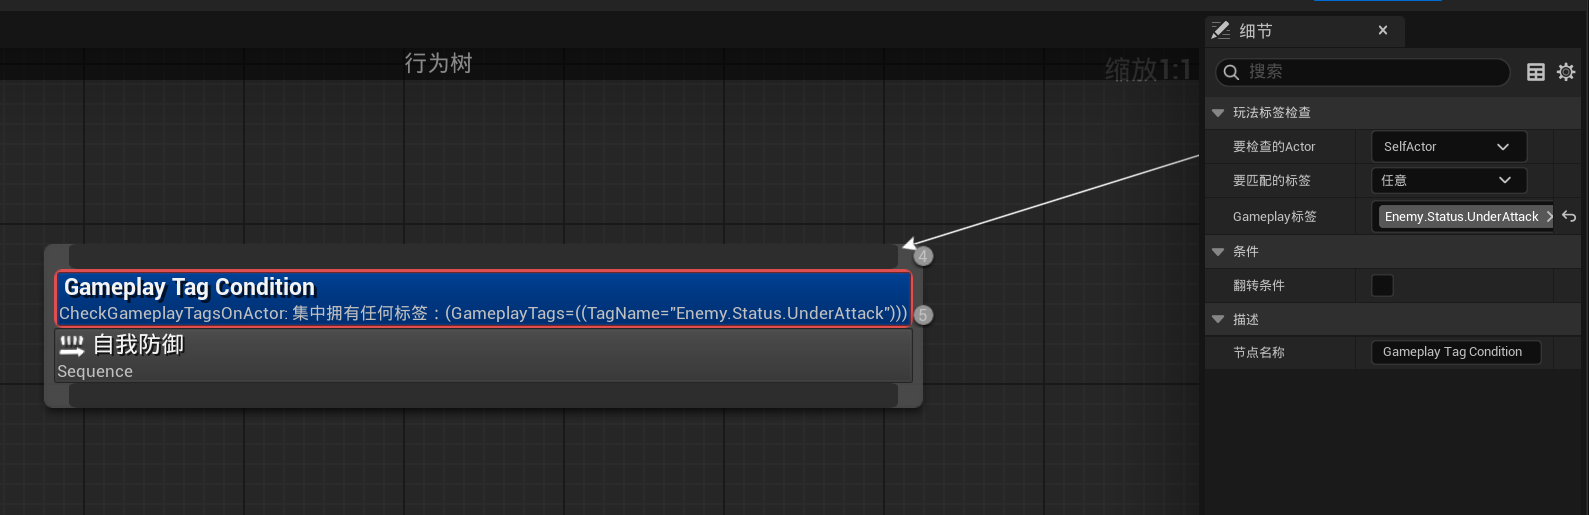 行为树
缩放1:1
4
Gameplay Tag Condition
CheckGameplayTagsOnActor: 集中拥有任何标签：(GameplayTags=((TagName="Enemy.Status.UnderAttack")))
5
自我防御
Sequence
细节
搜索
玩法标签检查
要检查的Actor SelfActor
要匹配的标签 任意
Gameplay标签 Enemy.Status.UnderAttack
条件
翻转条件
描述
节点名称 Gameplay Tag Condition